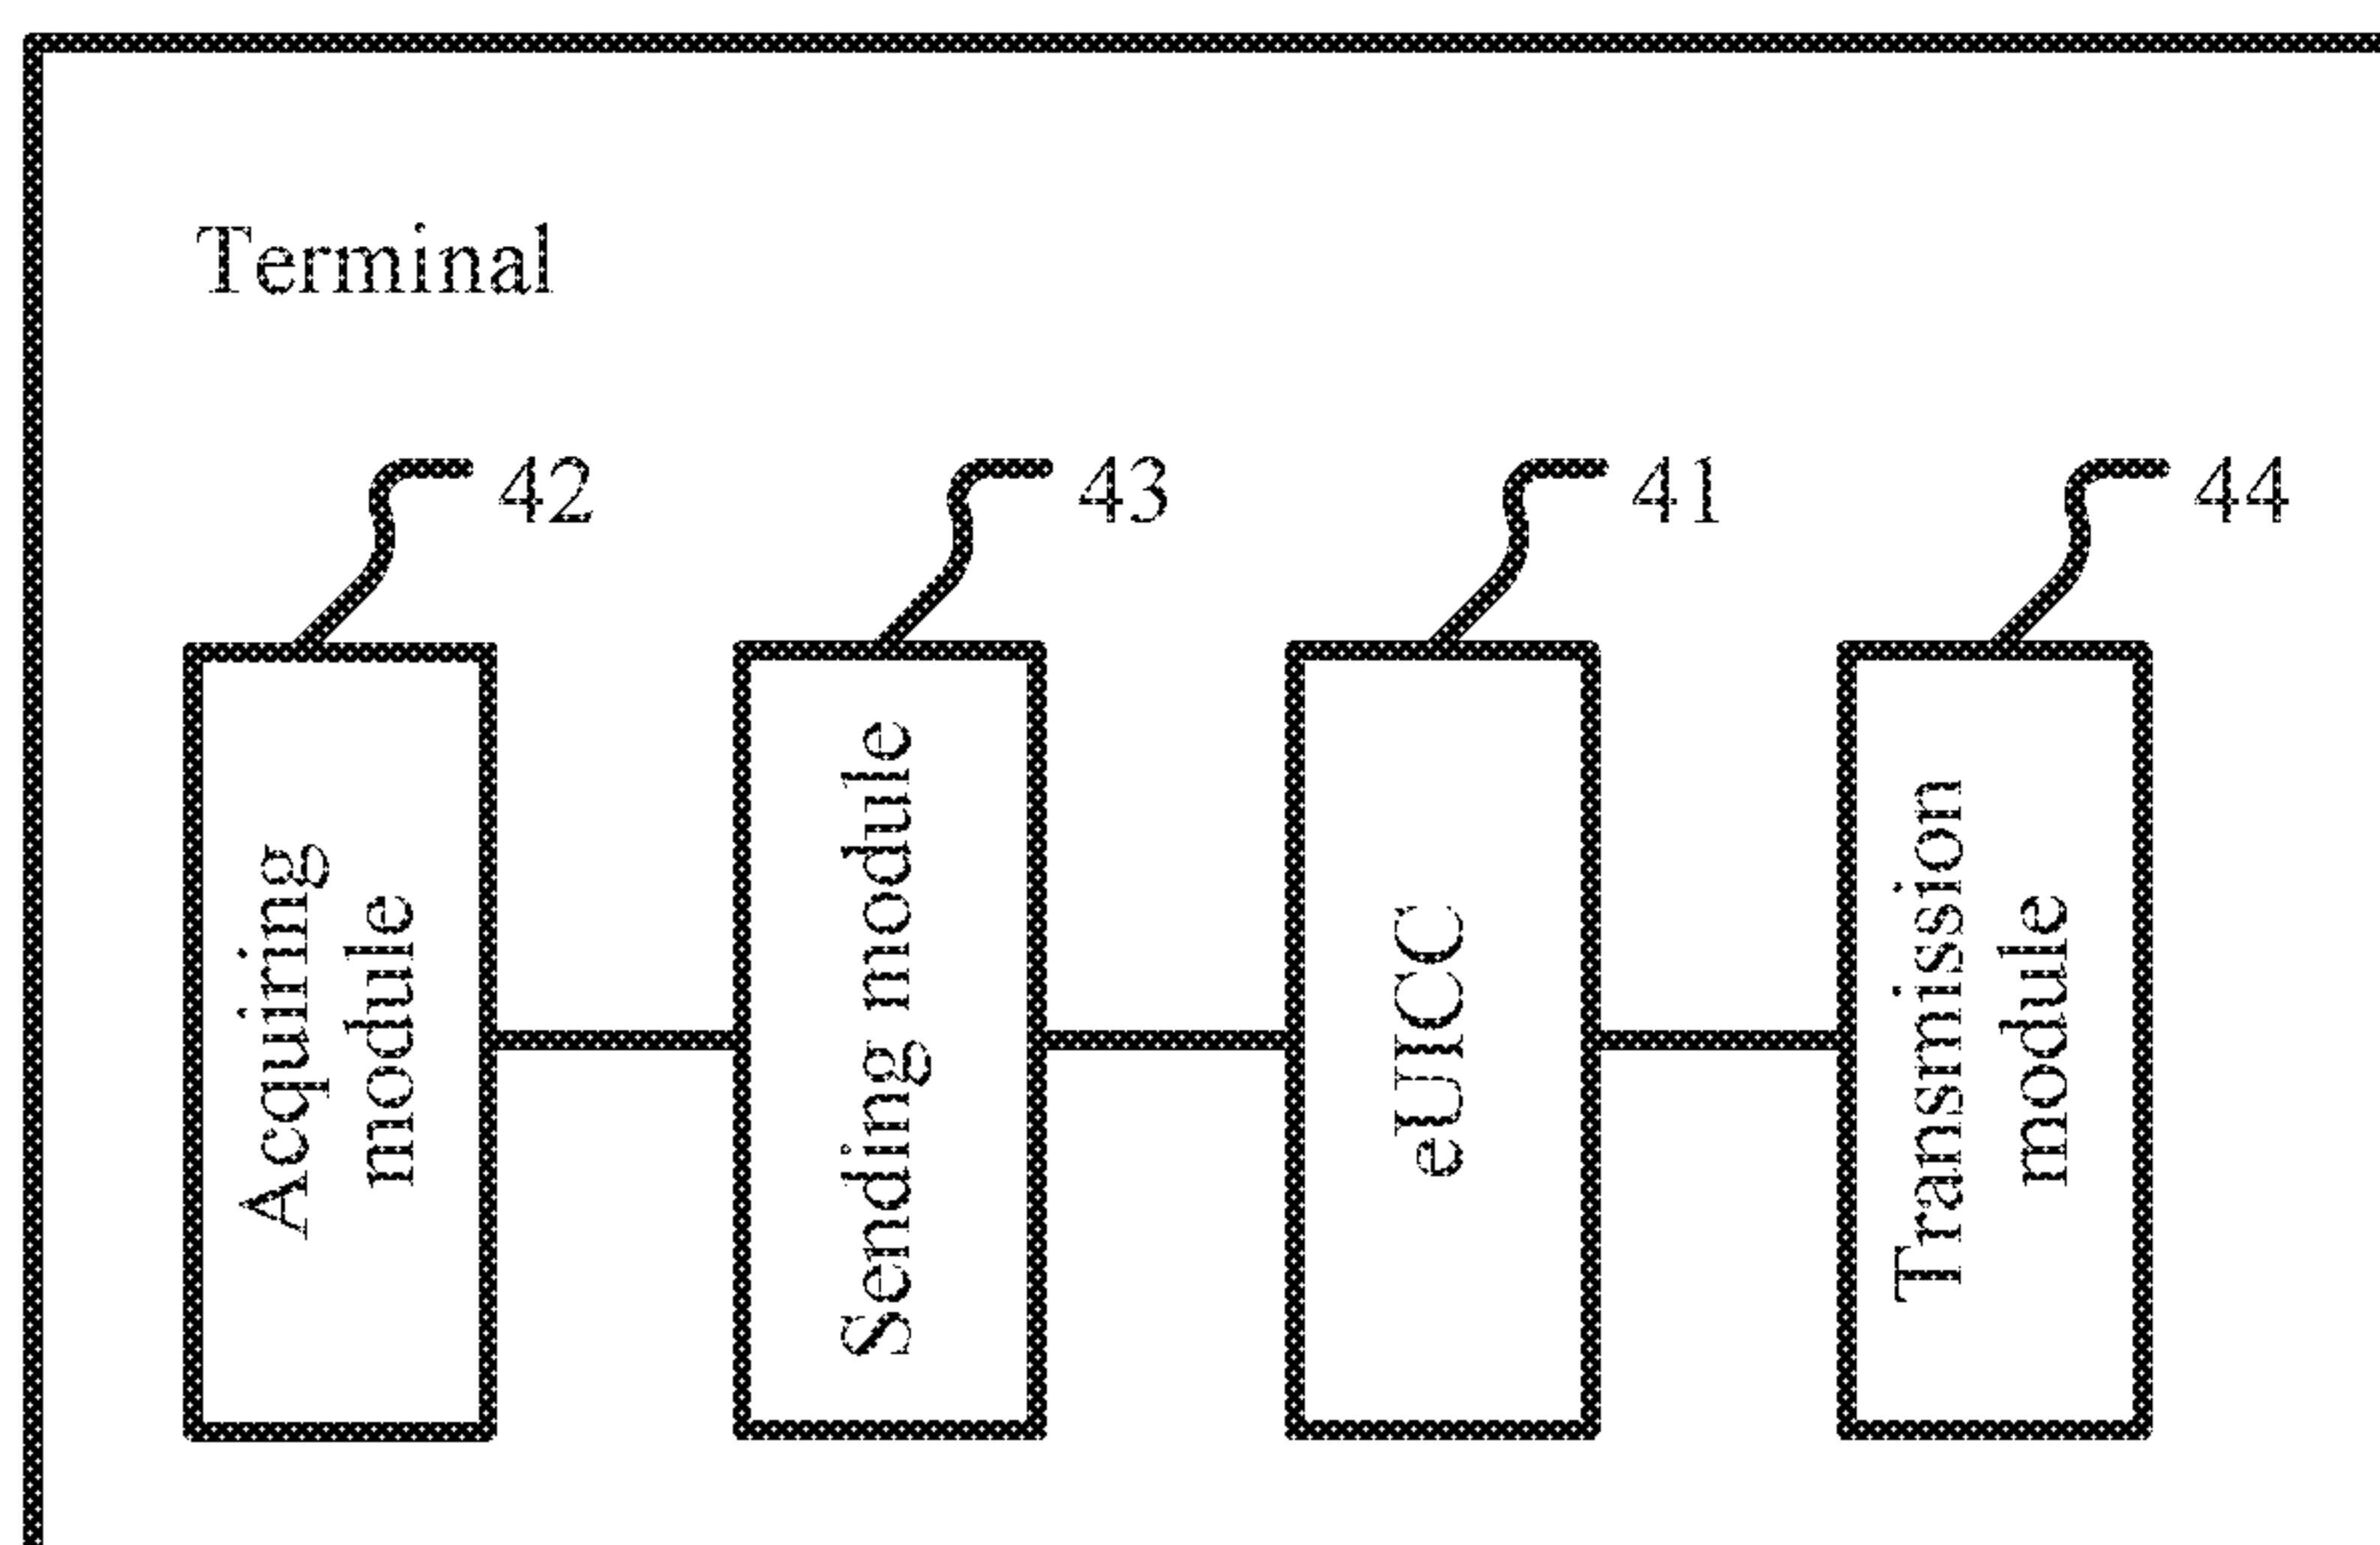 Terminal
42
43
41
44
Acquiring
module
Sending module
eUICC
Transmission
module